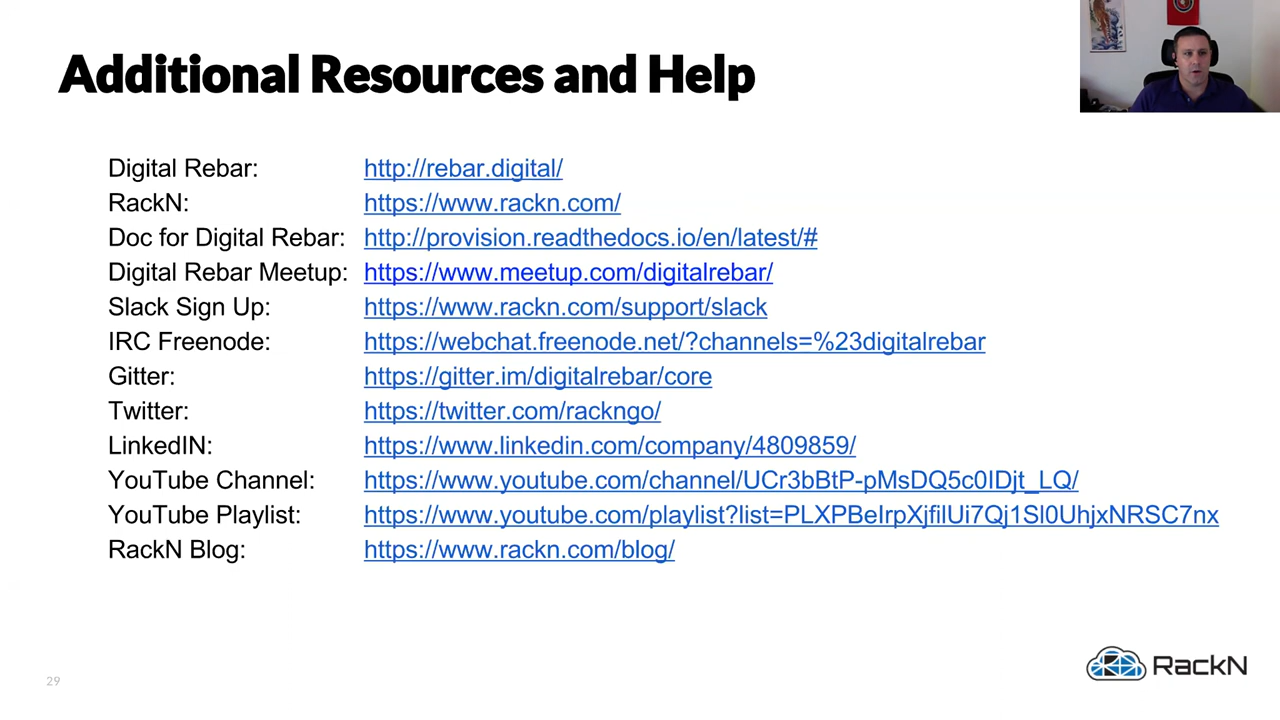 Additional Resources and Help
Digital Rebar: http://rebar.digital/
RackN: https://www.rackn.com/
Doc for Digital Rebar: http://provision.readthedocs.io/en/latest/#
Digital Rebar Meetup: https://www.meetup.com/digitalrebar/
Slack Sign Up: https://www.rackn.com/support/slack
IRC Freenode: https://webchat.freenode.net/?channels=%23digitalrebar
Gitter: https://gitter.im/digitalrebar/core
Twitter: https://twitter.com/rackngo/
LinkedIN: https://www.linkedin.com/company/4809859/
YouTube Channel: https://www.youtube.com/channel/UCr3bBtP-pMsDQ5c0IDjt_LQ/
YouTube Playlist: https://www.youtube.com/playlist?list=PLXPBeIrpXjfilUi7Qj1Sl0UhjxNRSC7nx
RackN Blog: https://www.rackn.com/blog/
29
RackN